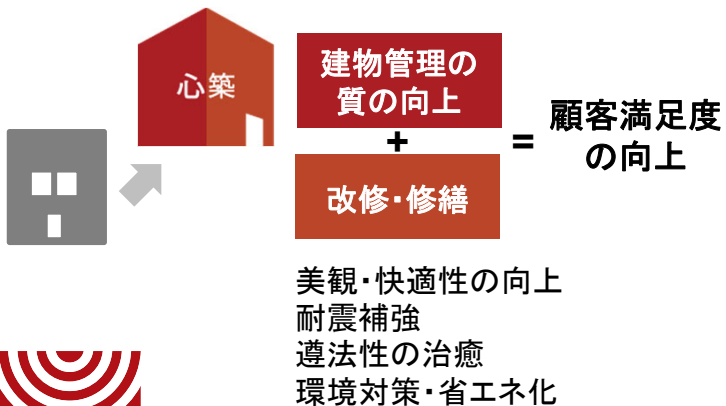 心築
建物管理の
質の向上
+
改修・修繕
=
顧客満足度
の向上
美観・快適性の向上
耐震補強
遵法性の治癒
環境対策・省エネ化